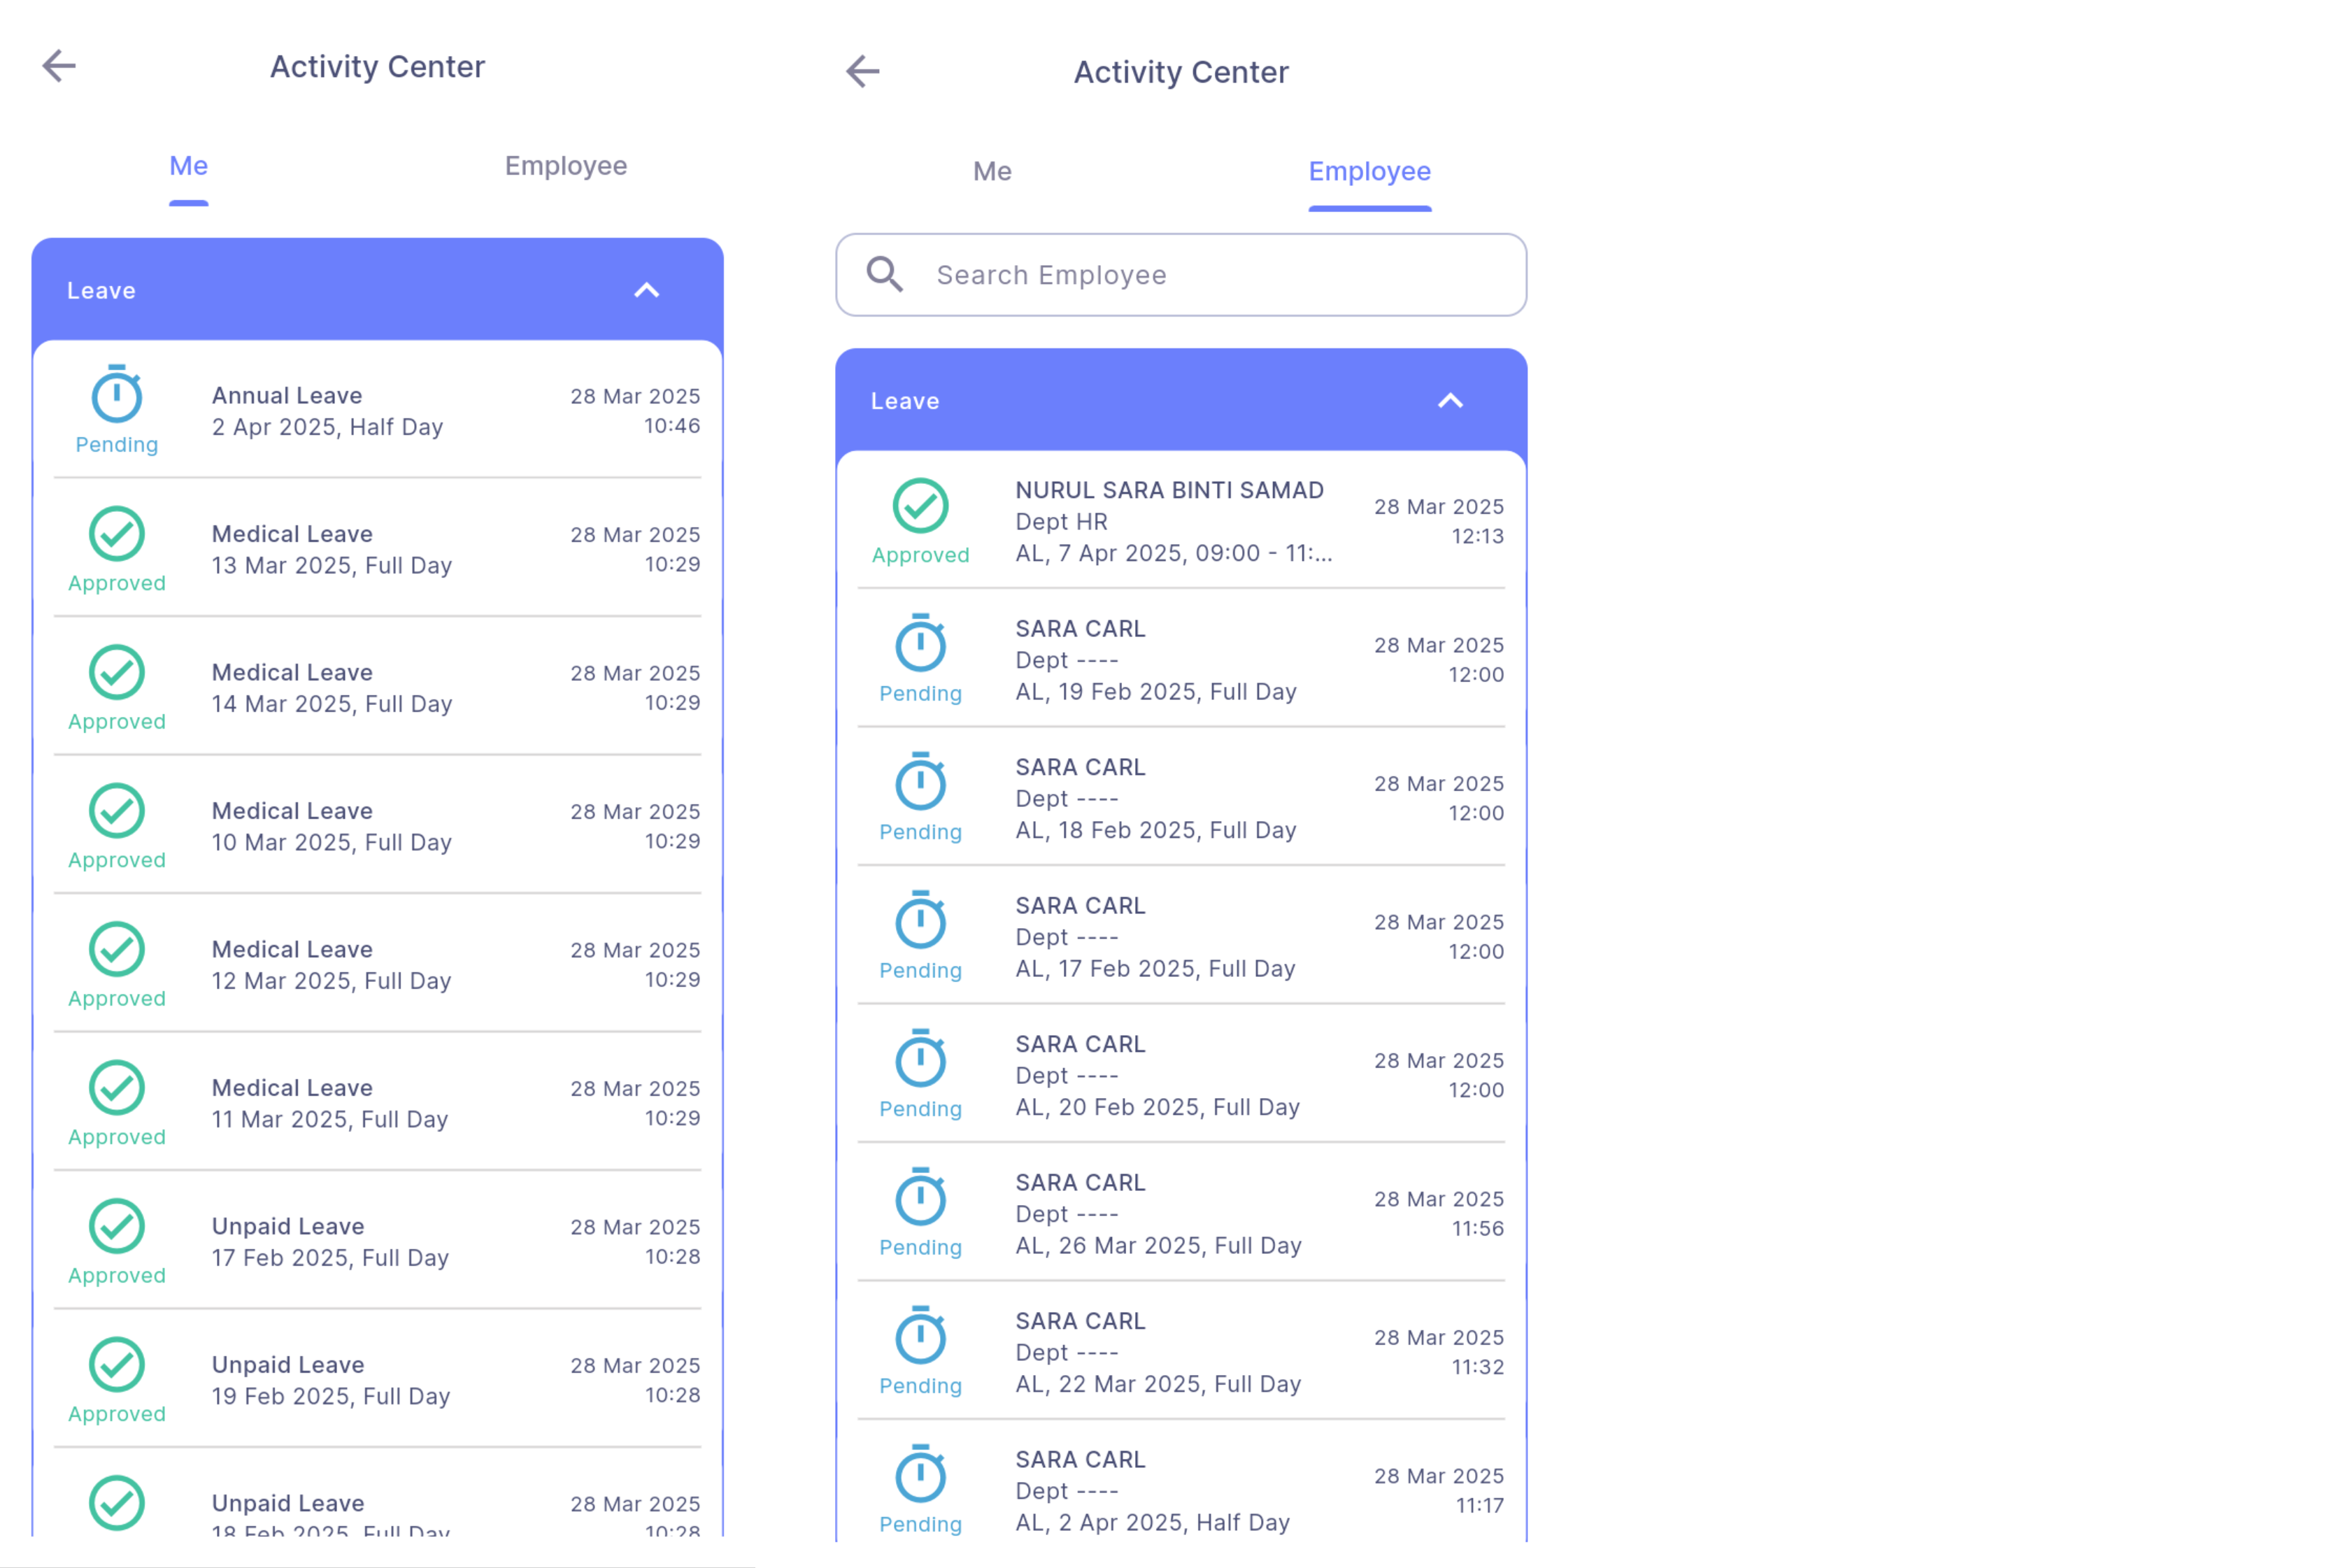 Activity Center
Me
Employee
Leave
Pending
Annual Leave
2 Apr 2025, Half Day
28 Mar 2025
10:46
Approved
Medical Leave
13 Mar 2025, Full Day
28 Mar 2025
10:29
Approved
Medical Leave
14 Mar 2025, Full Day
28 Mar 2025
10:29
Approved
Medical Leave
10 Mar 2025, Full Day
28 Mar 2025
10:29
Approved
Medical Leave
12 Mar 2025, Full Day
28 Mar 2025
10:29
Approved
Medical Leave
11 Mar 2025, Full Day
28 Mar 2025
10:29
Approved
Unpaid Leave
17 Feb 2025, Full Day
28 Mar 2025
10:28
Approved
Unpaid Leave
19 Feb 2025, Full Day
28 Mar 2025
10:28
Unpaid Leave
18 Feb 2025, Full Day
28 Mar 2025
10:28
Activity Center
Me
Employee
Search Employee
Leave
Approved
NURUL SARA BINTI SAMAD
Dept HR
AL, 7 Apr 2025, 09:00 - 11:...
28 Mar 2025
12:13
Pending
SARA CARL
Dept ----
AL, 19 Feb 2025, Full Day
28 Mar 2025
12:00
Pending
SARA CARL
Dept ----
AL, 18 Feb 2025, Full Day
28 Mar 2025
12:00
Pending
SARA CARL
Dept ----
AL, 17 Feb 2025, Full Day
28 Mar 2025
12:00
Pending
SARA CARL
Dept ----
AL, 20 Feb 2025, Full Day
28 Mar 2025
12:00
Pending
SARA CARL
Dept ----
AL, 26 Mar 2025, Full Day
28 Mar 2025
11:56
Pending
SARA CARL
Dept ----
AL, 22 Mar 2025, Full Day
28 Mar 2025
11:32
Pending
SARA CARL
Dept ----
AL, 2 Apr 2025, Half Day
28 Mar 2025
11:17